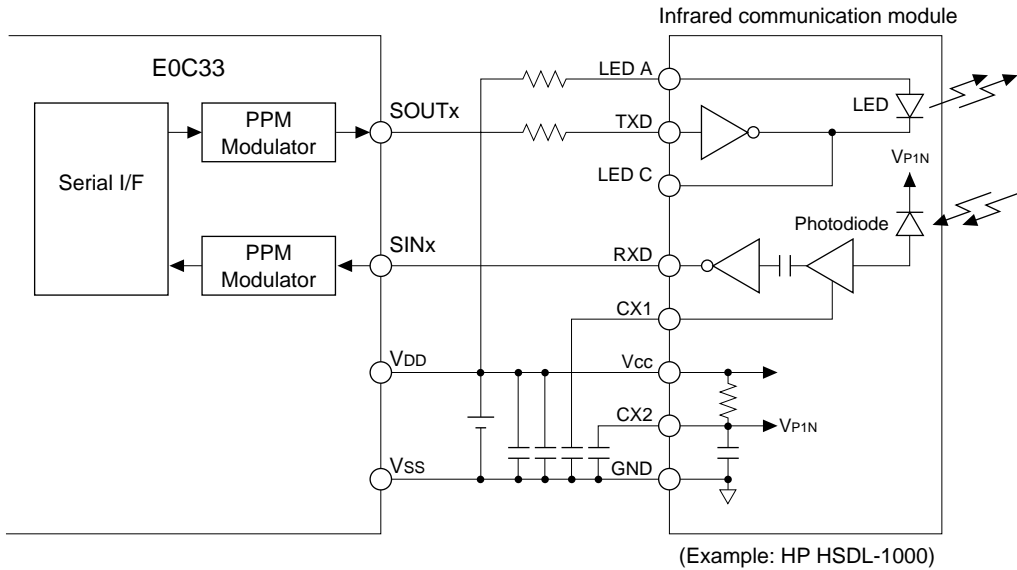 Infrared communication module
E0C33
Serial I/F
PPM
Modulator
SOUTx
PPM
Modulator
SINx
VDD
VSS
LED A
TXD
LED C
RXD
CX1
Vcc
CX2
GND
LED
VP1N
Photodiode
VP1N
(Example: HP HSDL-1000)